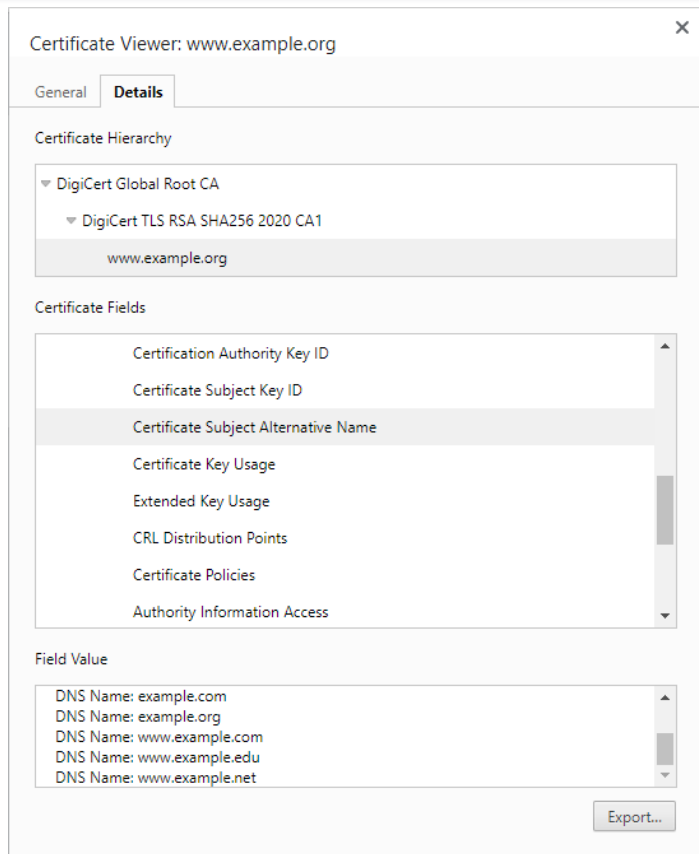 Certificate Viewer: www.example.org
General
Details
Certificate Hierarchy
DigiCert Global Root CA
DigiCert TLS RSA SHA256 2020 CA1
www.example.org
Certificate Fields
Certification Authority Key ID
Certificate Subject Key ID
Certificate Subject Alternative Name
Certificate Key Usage
Extended Key Usage
CRL Distribution Points
Certificate Policies
Authority Information Access
Field Value
DNS Name: example.com
DNS Name: example.org
DNS Name: www.example.com
DNS Name: www.example.edu
DNS Name: www.example.net
Export...